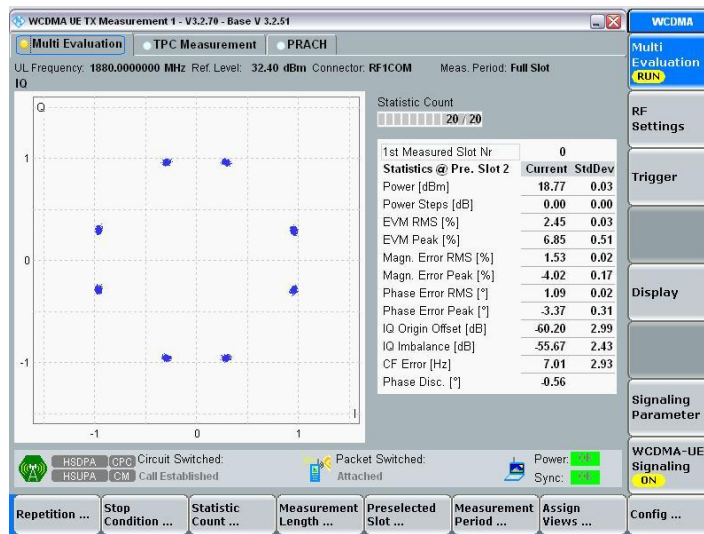 WCDMA UE TX Measurement 1 - V3.2.70 - Base V 3.2.51
WCDMA
Multi Evaluation
TPC Measurement
PRACH
UL Frequency: 1880.0000000 MHz Ref. Level: 32.40 dBm Connector: RF1COM Meas. Period: Full Slot
IQ
Q
1
0
-1
-1 0 1
I
Statistic Count
20 / 20
1st Measured Slot Nr 0
Statistics @ Pre. Slot 2 Current StdDev
Power [dBm] 18.77 0.03
Power Steps [dB] 0.00 0.00
EVM RMS [%] 2.45 0.03
EVM Peak [%] 6.85 0.51
Magn. Error RMS [%] 1.53 0.02
Magn. Error Peak [%] -4.02 0.17
Phase Error RMS [°] 1.09 0.02
Phase Error Peak [°] -3.37 0.31
IQ Origin Offset [dB] -60.20 2.99
IQ Imbalance [dB] -55.67 2.43
CF Error [Hz] 7.01 2.93
Phase Disc. [°] -0.56
Multi
Evaluation
RUN
RF
Settings
Trigger
Display
Signaling
Parameter
WCDMA-UE
Signaling
ON
HSDPA CPC Circuit Switched:
HSUPA CM Call Established
Packet Switched:
Attached
Power:
Sync:
Repetition ...
Stop
Condition ...
Statistic
Count ...
Measurement
Length ...
Preselected
Slot ...
Measurement
Period ...
Assign
Views ...
Config ...